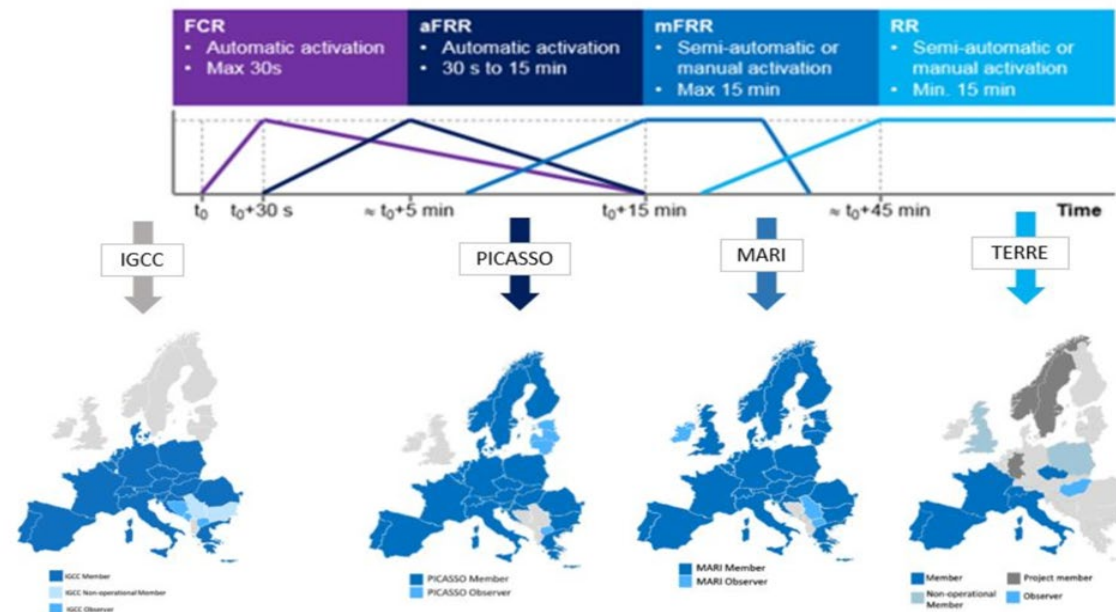 FCR
• Automatic activation
• Max 30s
aFRR
• Automatic activation
• 30 s to 15 min
mFRR
• Semi-automatic or
manual activation
• Max 15 min
RR
• Semi-automatic or
manual activation
• Min. 15 min
t0
t0+30 s
≈ t0+5 min
t0+15 min
≈ t0+45 min
Time
IGCC
PICASSO
MARI
TERRE
IGCC Member
IGCC Non-operational Member
IGCC Observer
PICASSO Member
PICASSO Observer
MARI Member
MARI Observer
Member
Project member
Non-operational
Member
Observer